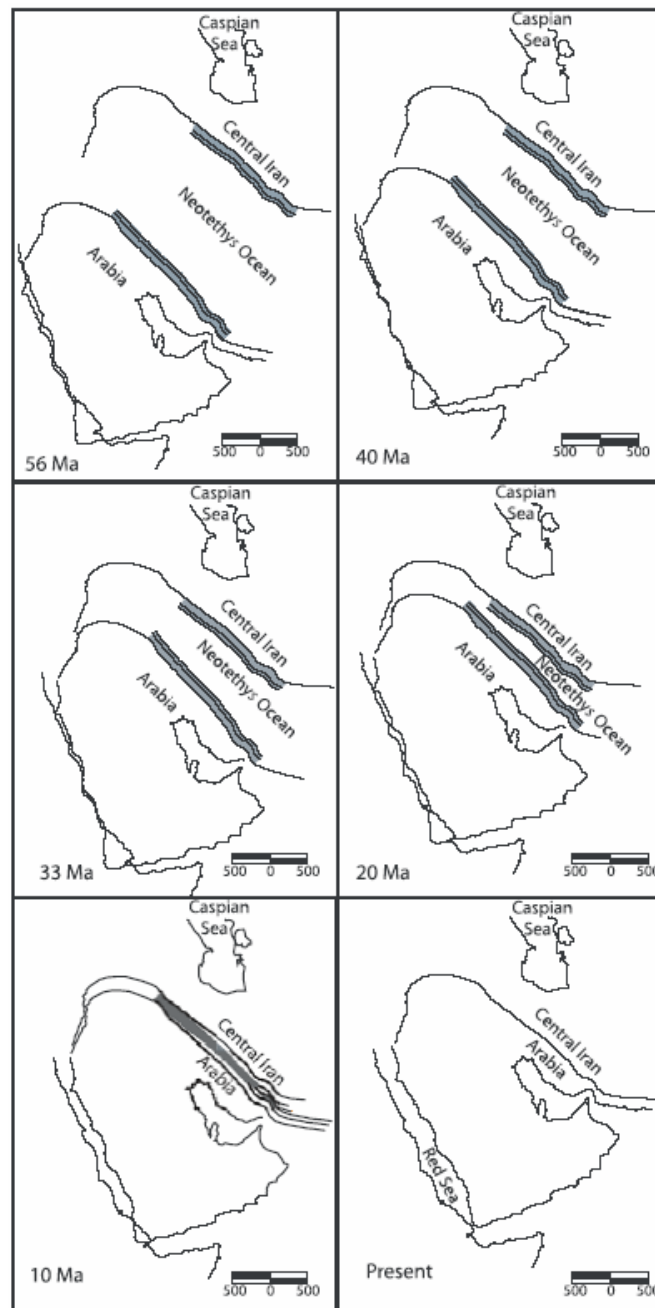 Caspian
Sea
Central Iran
Neotethys Ocean
Arabia
500 0 500
56 Ma
Caspian
Sea
Central Iran
Neotethys Ocean
Arabia
500 0 500
40 Ma
Caspian
Sea
Central Iran
Neotethys Ocean
Arabia
500 0 500
33 Ma
Caspian
Sea
Central Iran
Neotethys Ocean
Arabia
500 0 500
20 Ma
Caspian
Sea
Central Iran
Arabia
500 0 500
10 Ma
Caspian
Sea
Central Iran
Arabia
Red Sea
500 0 500
Present